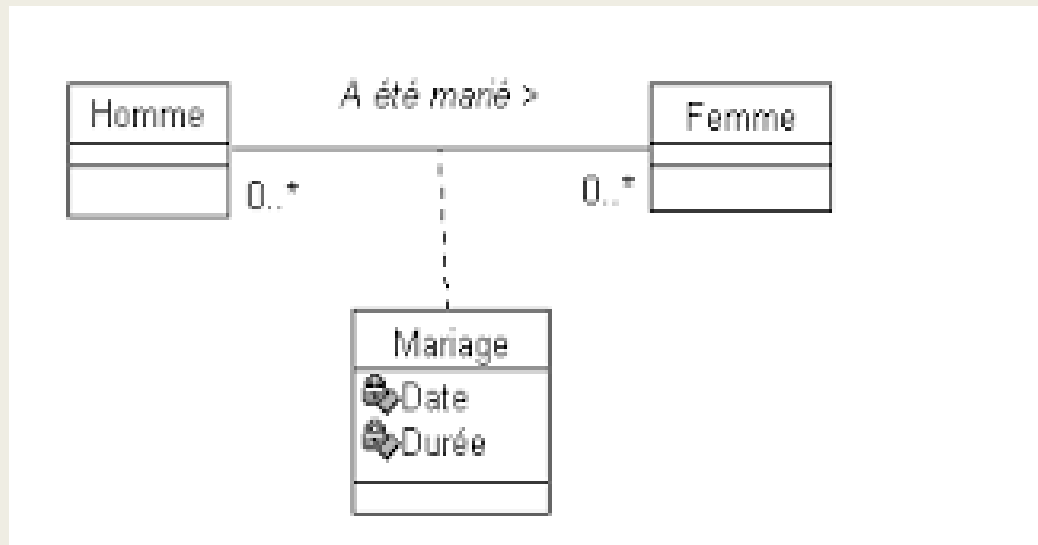 A été marié >
Homme
Femme
0..*
0..*
Mariage
Date
Durée